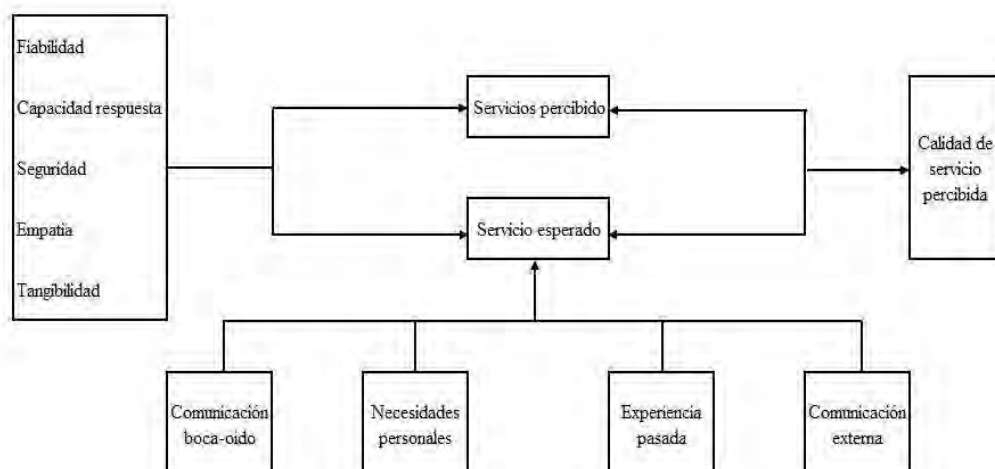 Fiabilidad
Capacidad respuesta
Seguridad
Empatia
Tangibilidad
Servicios percibido
Servicio esperado
Calidad de
servicio
percibida
Comunicación
boca-oido
Necesidades
personales
Experiencia
pasada
Comunicación
externa